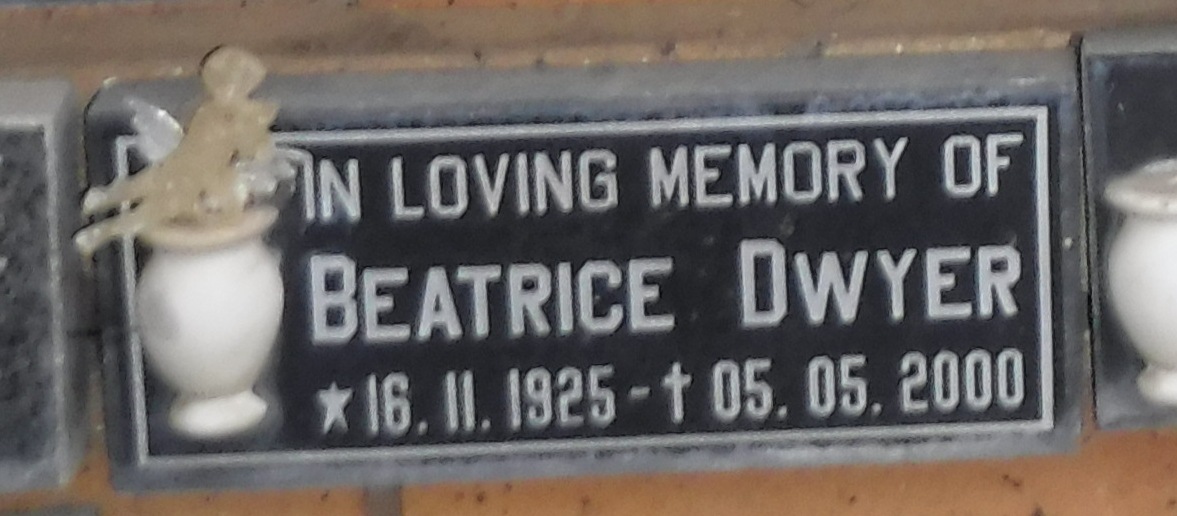 IN LOVING MEMORY OF
BEATRICE DWYER
★16.11.1925-†05.05.2000